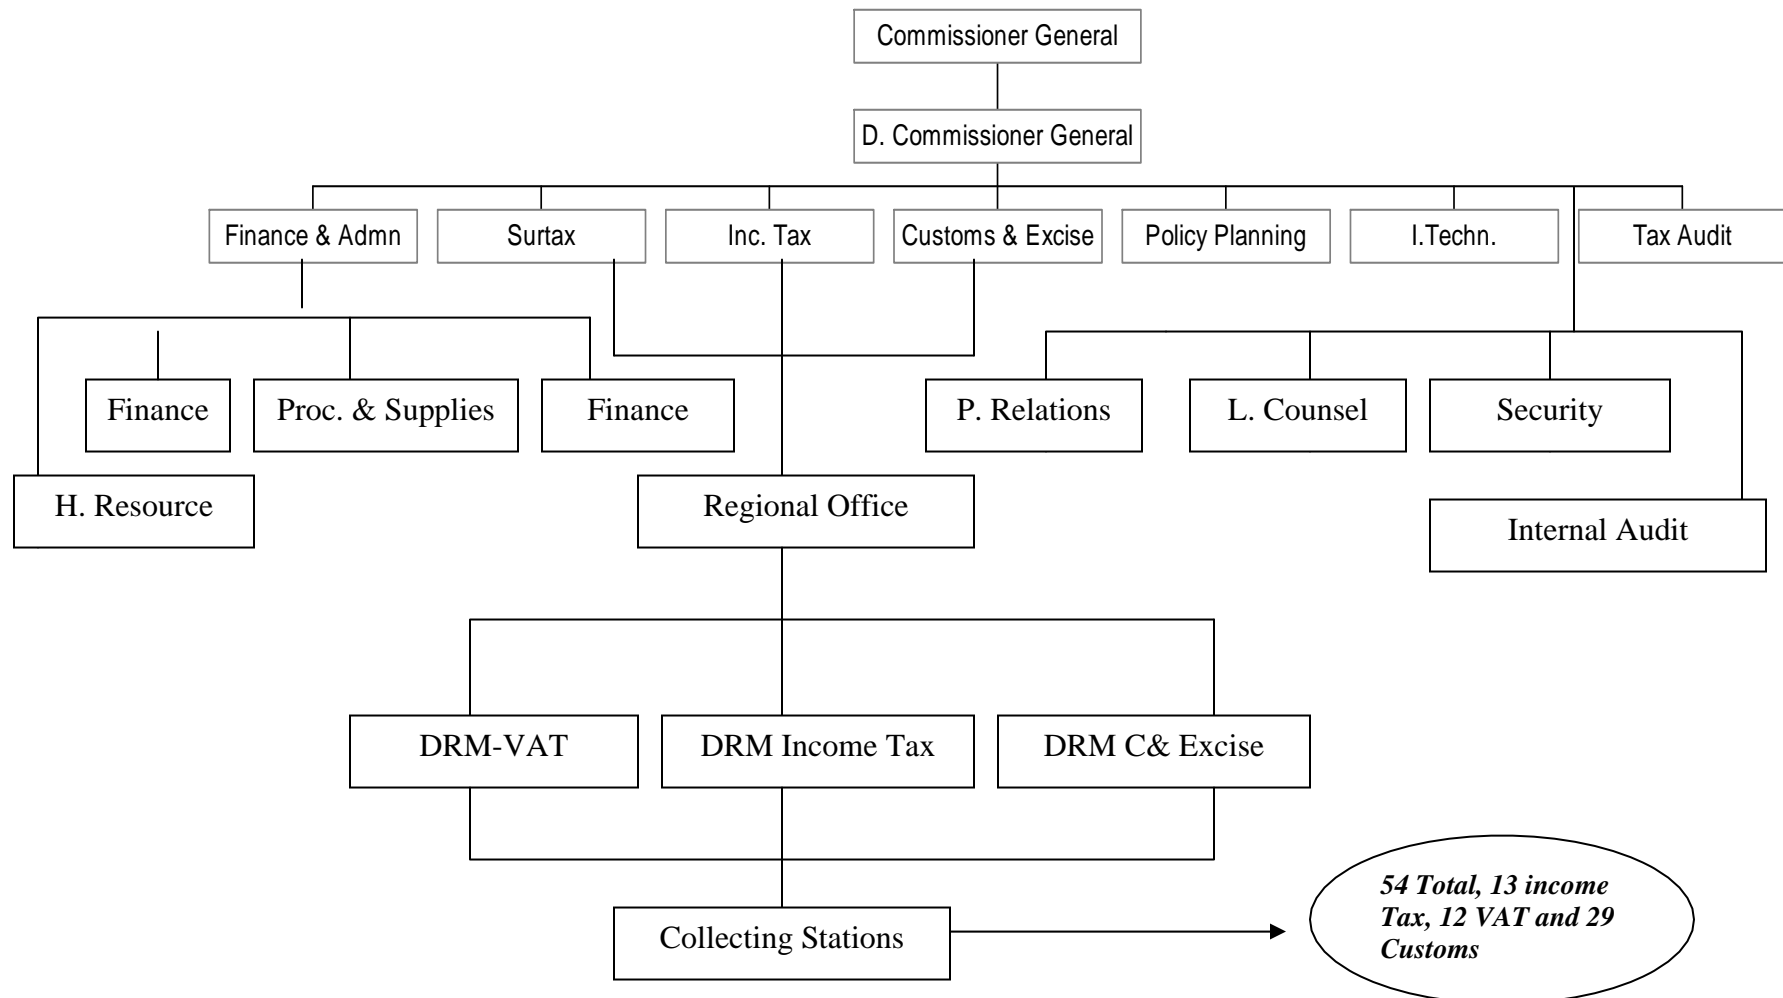 Commissioner General
D. Commissioner General
Finance & Admn
Surtax
Inc. Tax
Customs & Excise
Policy Planning
I.Techn.
Tax Audit
Finance
Proc. & Supplies
Finance
P. Relations
L. Counsel
Security
H. Resource
Regional Office
Internal Audit
DRM-VAT
DRM Income Tax
DRM C& Excise
Collecting Stations
54 Total, 13 income
Tax, 12 VAT and 29
Customs